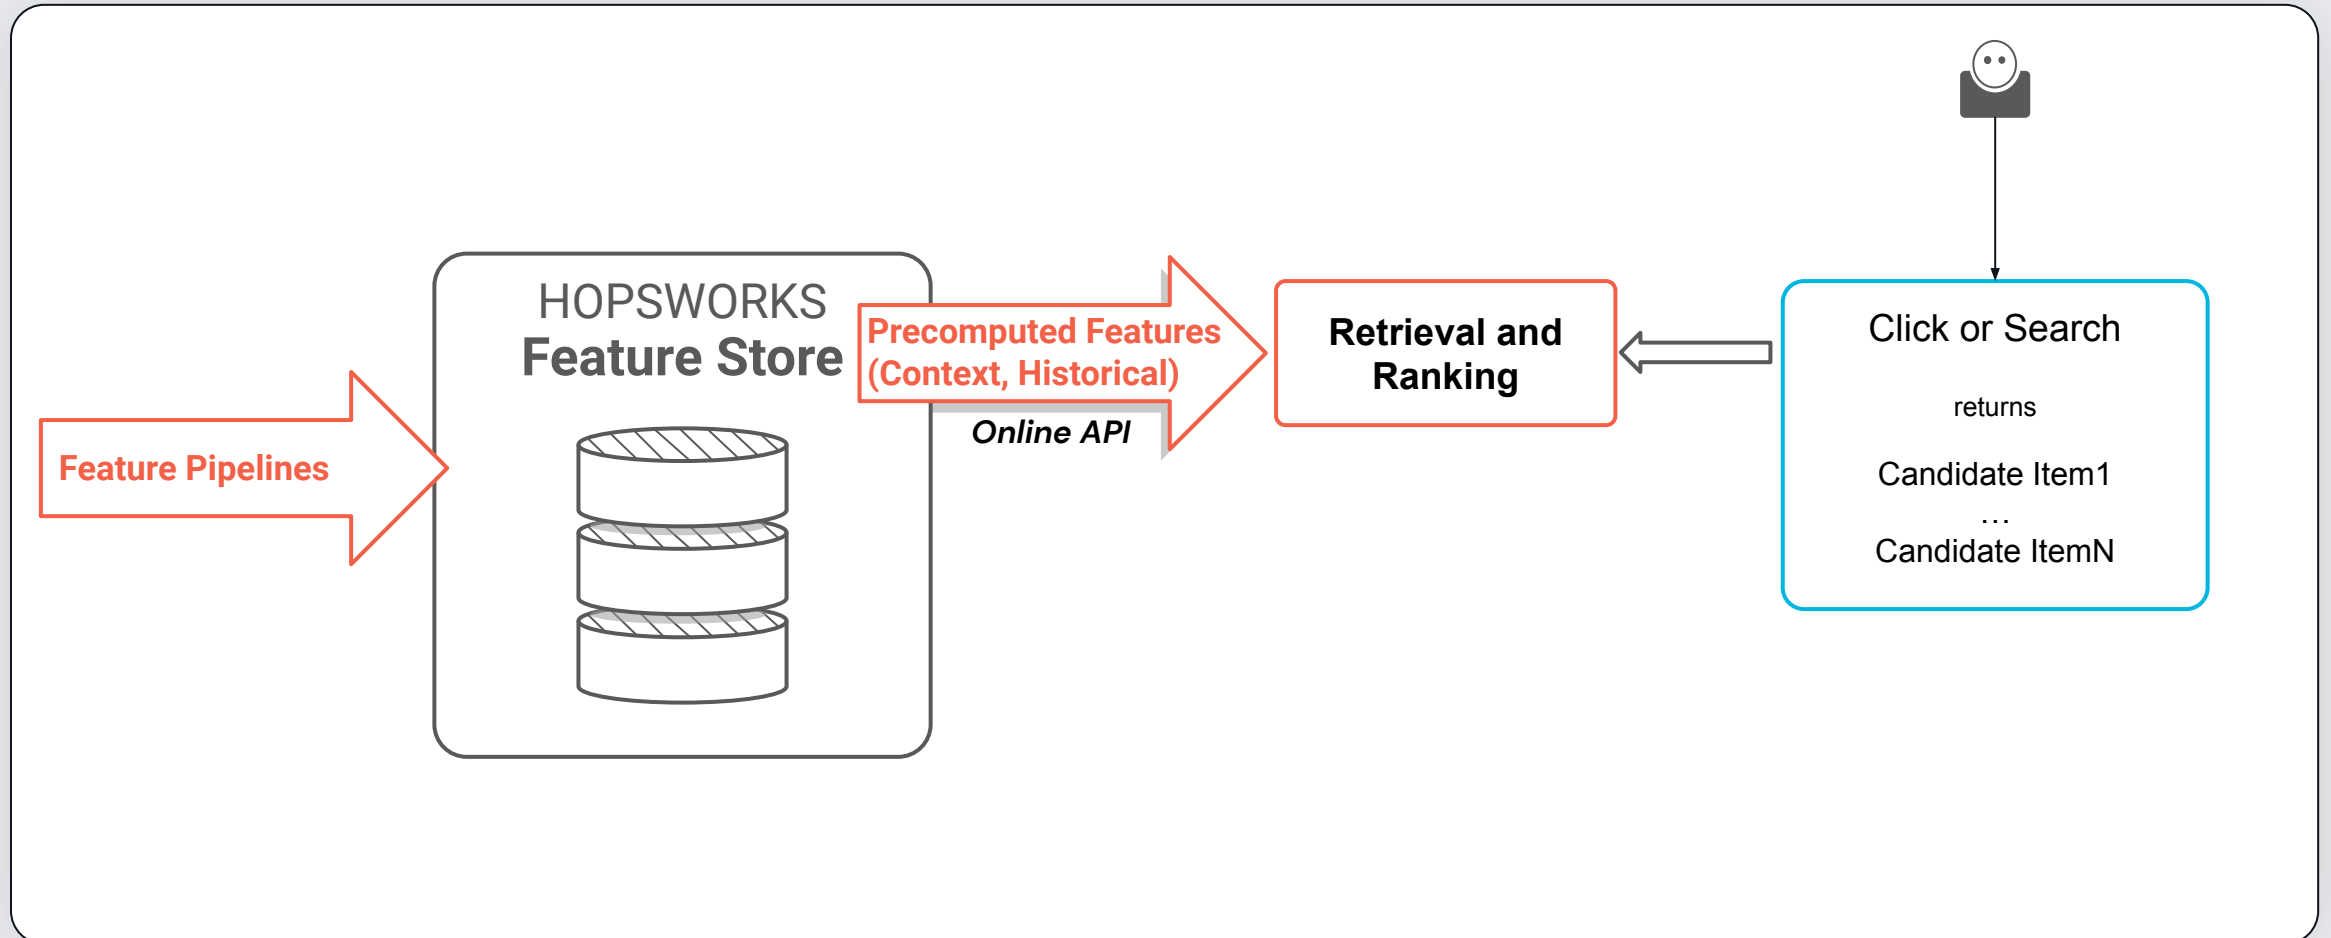 Feature Pipelines
HOPSWORKS
Feature Store
Precomputed Features
(Context, Historical)
Online API
Retrieval and
Ranking
Click or Search
returns
Candidate Item1
...
Candidate ItemN